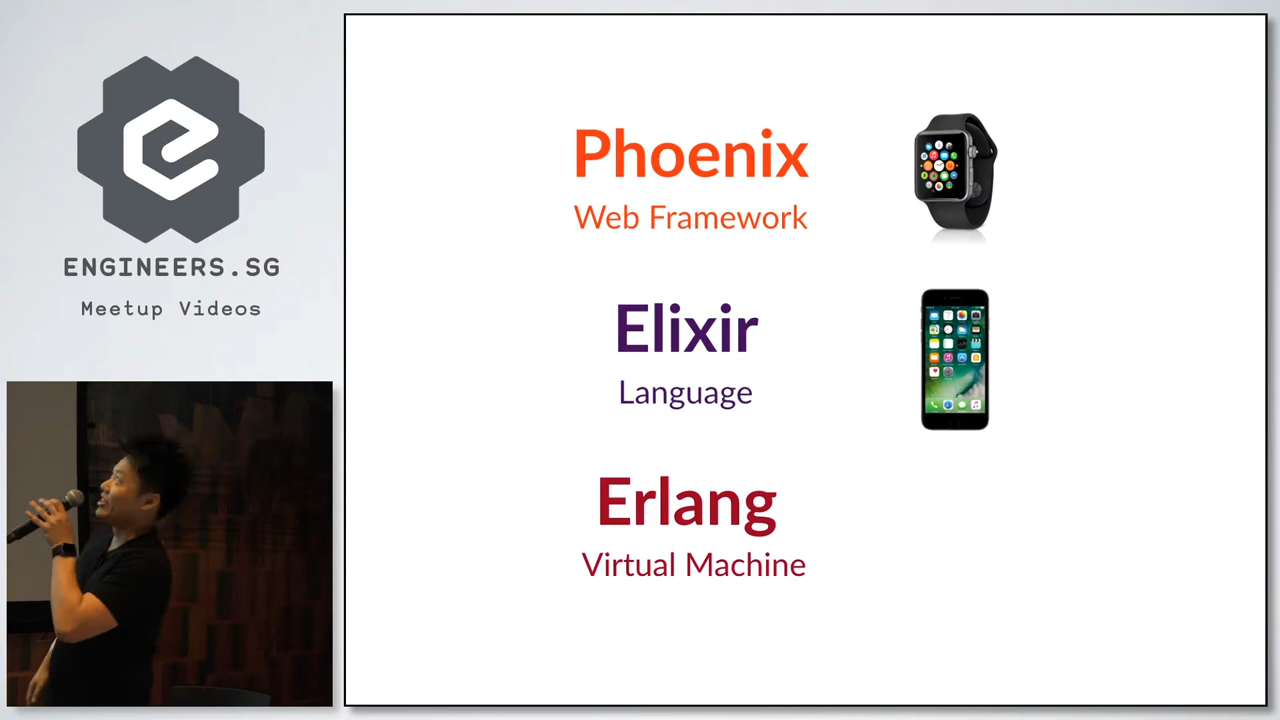 ENGINEERS.SG
Meetup Videos
Phoenix
Web Framework
Elixir
Language
Erlang
Virtual Machine